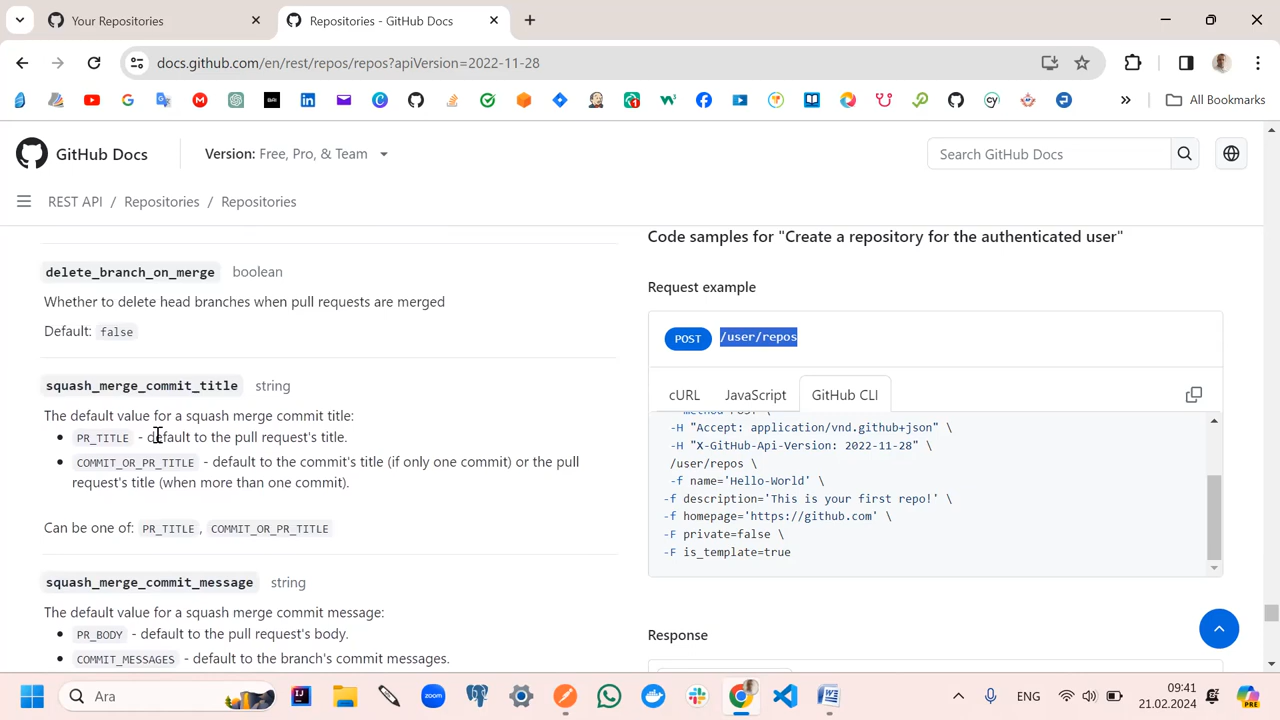 Your Repositories
Repositories - GitHub Docs
docs.github.com/en/rest/repos/repos?apiVersion=2022-11-28
All Bookmarks
GitHub Docs
Version: Free, Pro, & Team
Search GitHub Docs
REST API / Repositories / Repositories
delete_branch_on_merge boolean
Whether to delete head branches when pull requests are merged
Default: false
squash_merge_commit_title string
The default value for a squash merge commit title:
PR_TITLE - default to the pull request's title.
COMMIT_OR_PR_TITLE - default to the commit's title (if only one commit) or the pull
request's title (when more than one commit).
Can be one of: PR_TITLE, COMMIT_OR_PR_TITLE
squash_merge_commit_message string
The default value for a squash merge commit message:
PR_BODY - default to the pull request's body.
COMMIT_MESSAGES - default to the branch's commit messages.
Code samples for "Create a repository for the authenticated user"
Request example
POST /user/repos
cURL JavaScript GitHub CLI
--method POST \
-H "Accept: application/vnd.github+json" \
-H "X-GitHub-Api-Version: 2022-11-28" \
/user/repos \
-f name='Hello-World' \
-f description='This is your first repo!' \
-f homepage='https://github.com' \
-F private=false \
-F is_template=true
Response
Ara
zoom
ENG
09:41
21.02.2024
PRE